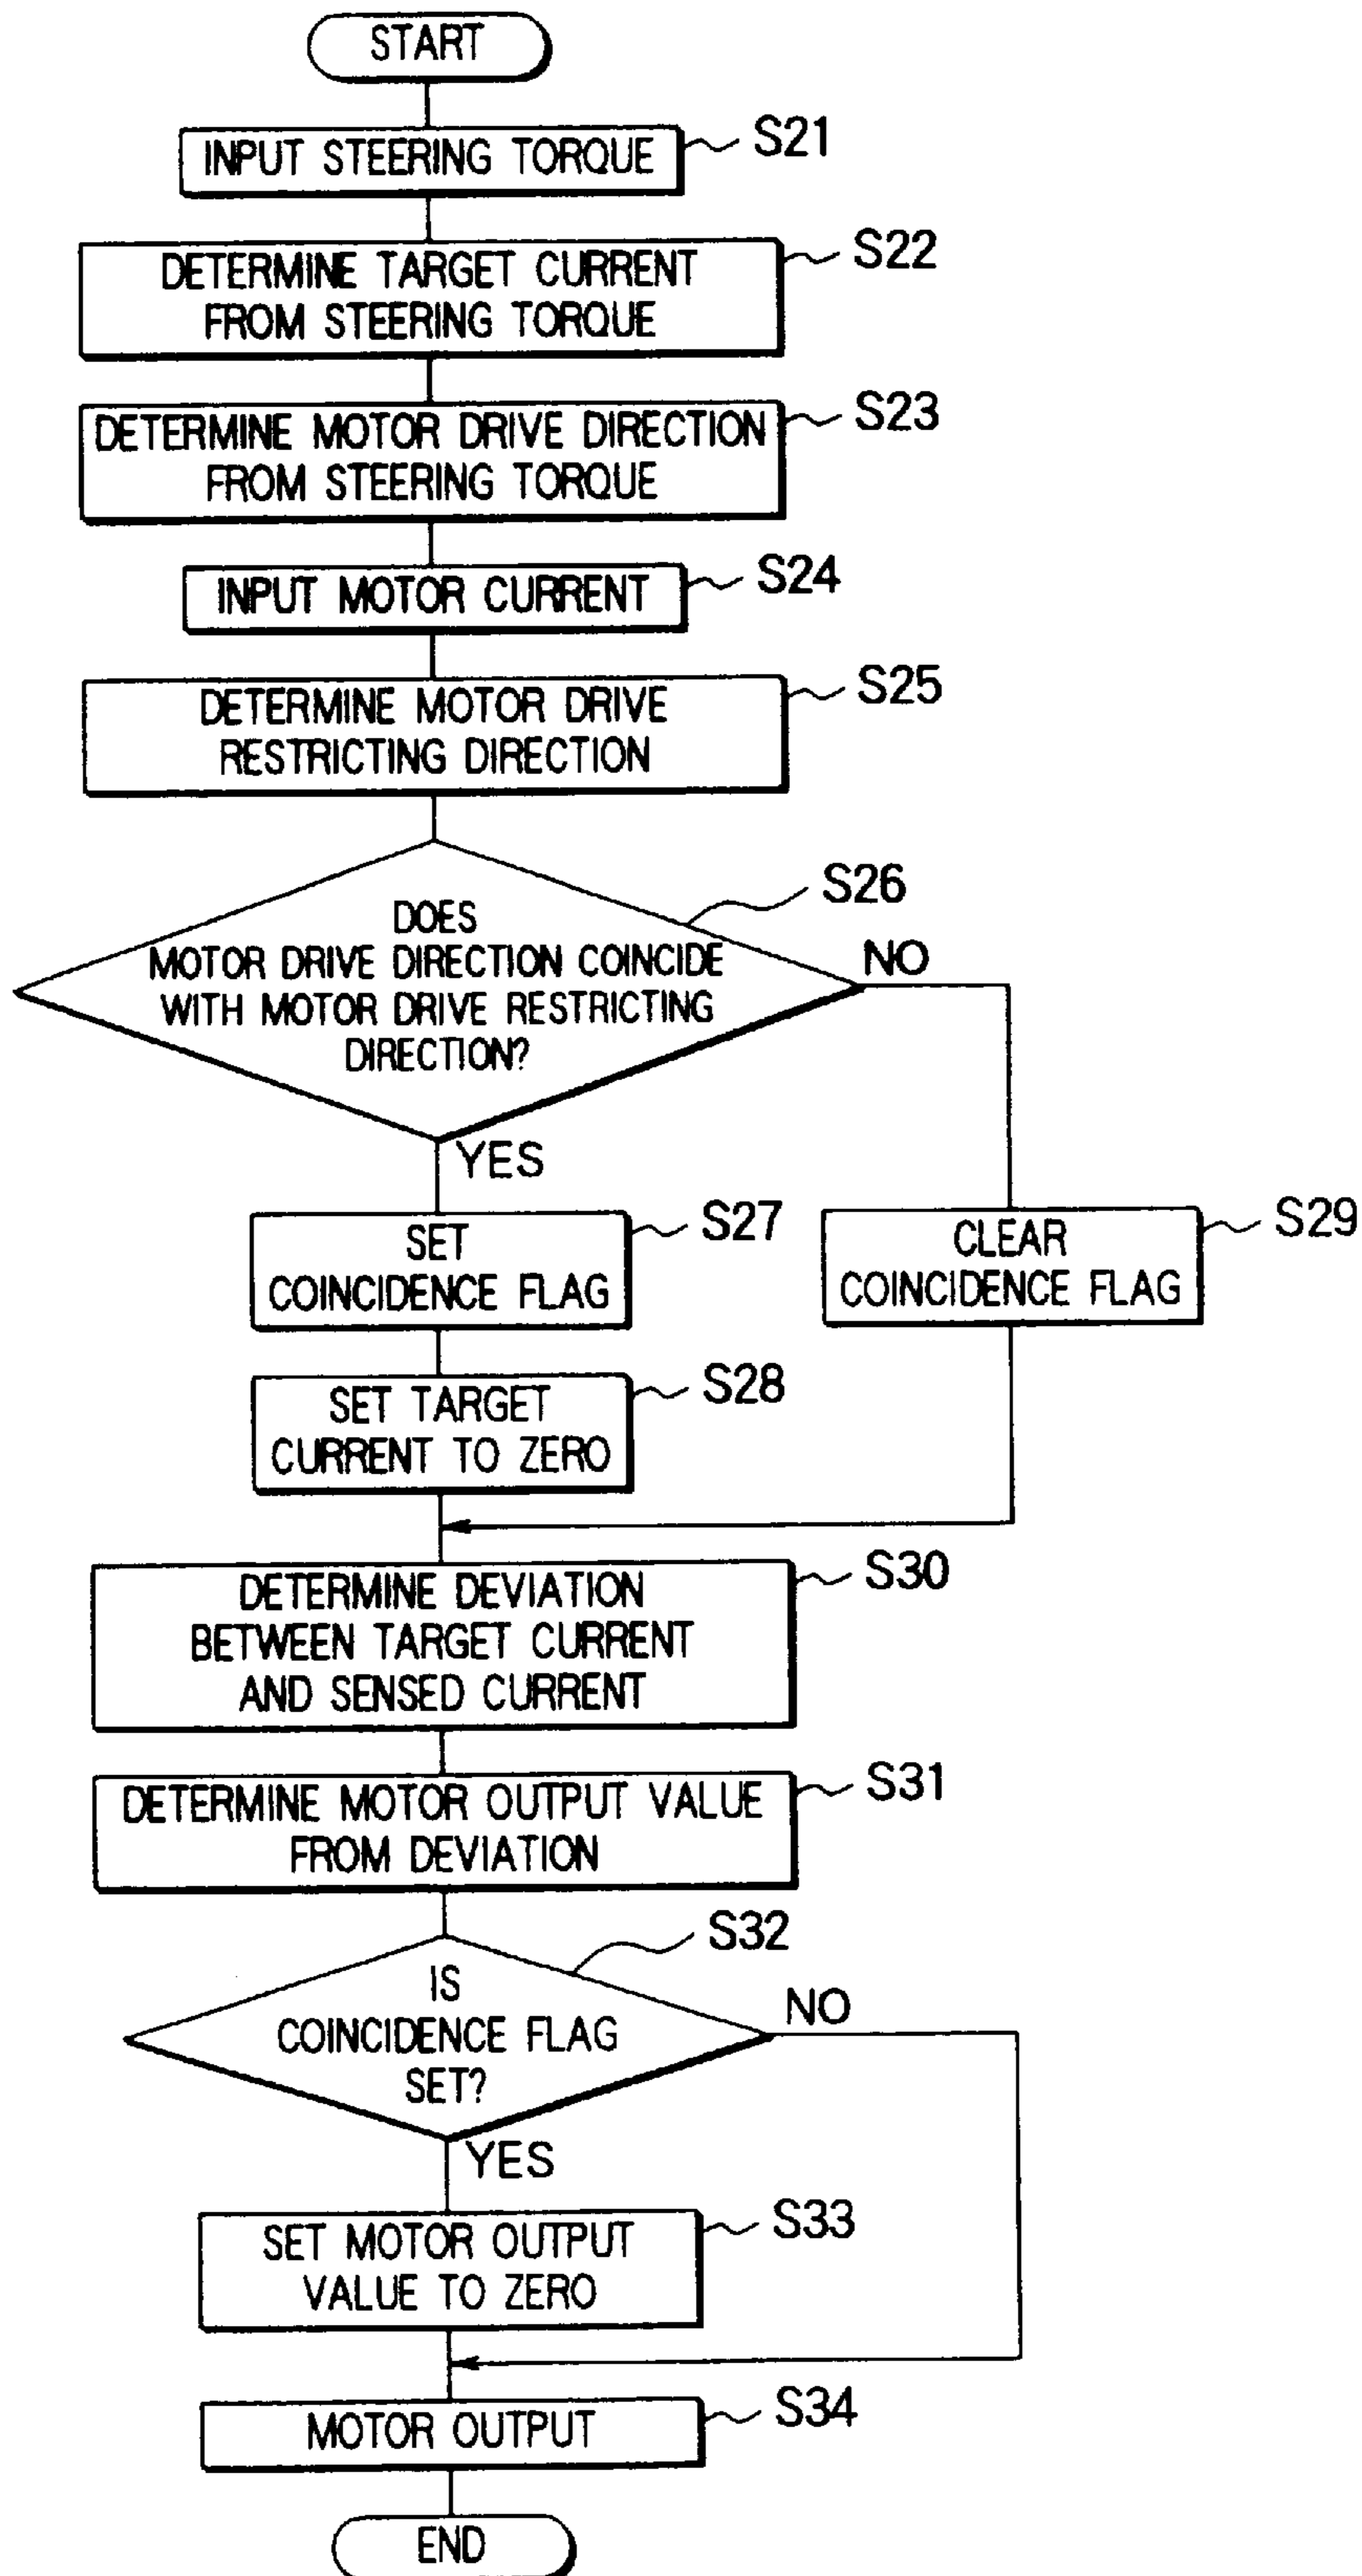 START
INPUT STEERING TORQUE
S21
DETERMINE TARGET CURRENT
FROM STEERING TORQUE
S22
DETERMINE MOTOR DRIVE DIRECTION
FROM STEERING TORQUE
S23
INPUT MOTOR CURRENT
S24
DETERMINE MOTOR DRIVE
RESTRICTING DIRECTION
S25
DOES
MOTOR DRIVE DIRECTION COINCIDE
WITH MOTOR DRIVE RESTRICTING
DIRECTION?
S26
NO
YES
SET
COINCIDENCE FLAG
S27
CLEAR
COINCIDENCE FLAG
S29
SET TARGET
CURRENT TO ZERO
S28
DETERMINE DEVIATION
BETWEEN TARGET CURRENT
AND SENSED CURRENT
S30
DETERMINE MOTOR OUTPUT VALUE
FROM DEVIATION
S31
IS
COINCIDENCE FLAG
SET?
S32
NO
YES
SET MOTOR OUTPUT
VALUE TO ZERO
S33
MOTOR OUTPUT
S34
END